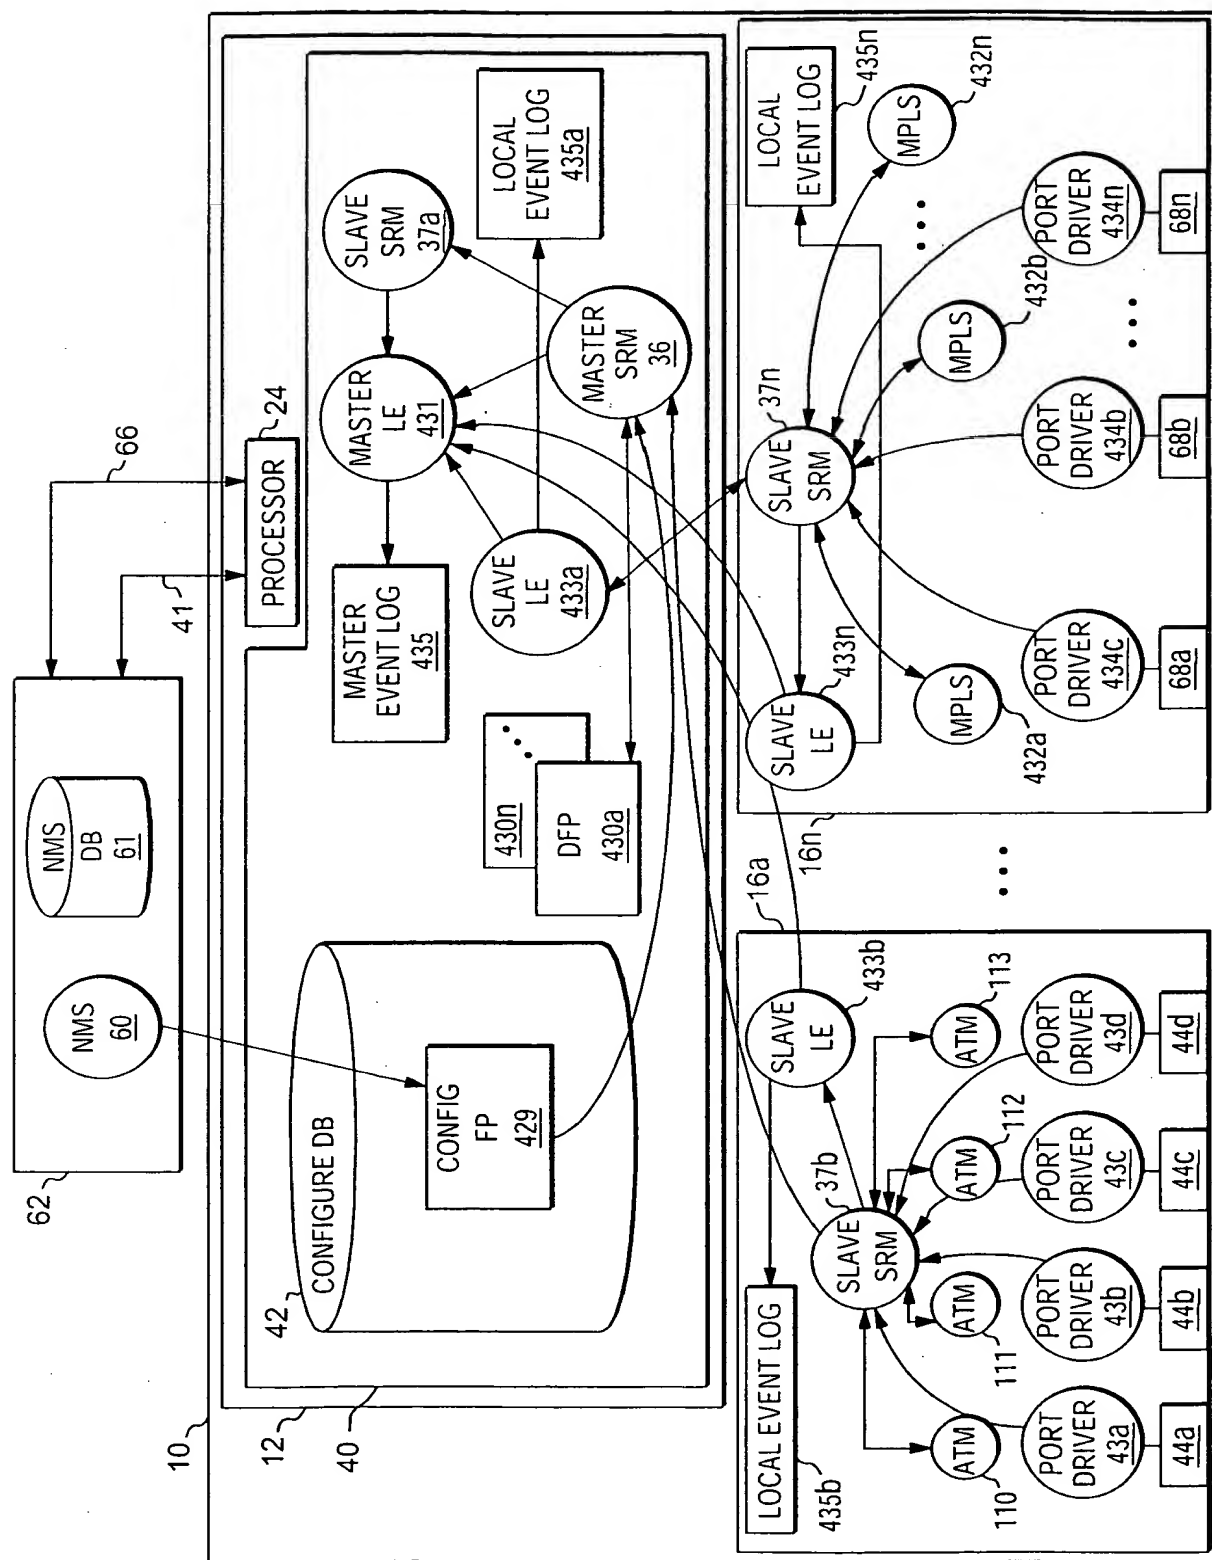 62
NMS
60
NMS
DB
61
41
66
10
12
40
PROCESSOR
24
42
CONFIGURE DB
CONFIG
FP
429
430n
DFP
430a
MASTER
EVENT LOG
435
MASTER
LE
431
SLAVE
SRM
37a
SLAVE
LE
433a
LOCAL
EVENT LOG
435a
MASTER
SRM
36
16a
LOCAL EVENT LOG
435b
SLAVE
LE
433b
37b
SLAVE
SRM
ATM
110
ATM
111
ATM
112
ATM
113
PORT
DRIVER
43a
PORT
DRIVER
43b
PORT
DRIVER
43c
PORT
DRIVER
43d
44a
44b
44c
44d
16n
SLAVE
LE
433n
37n
SLAVE
SRM
LOCAL
EVENT LOG
435n
MPLS
432a
MPLS
432b
MPLS
432n
PORT
DRIVER
434c
PORT
DRIVER
434b
PORT
DRIVER
434n
68a
68b
68n